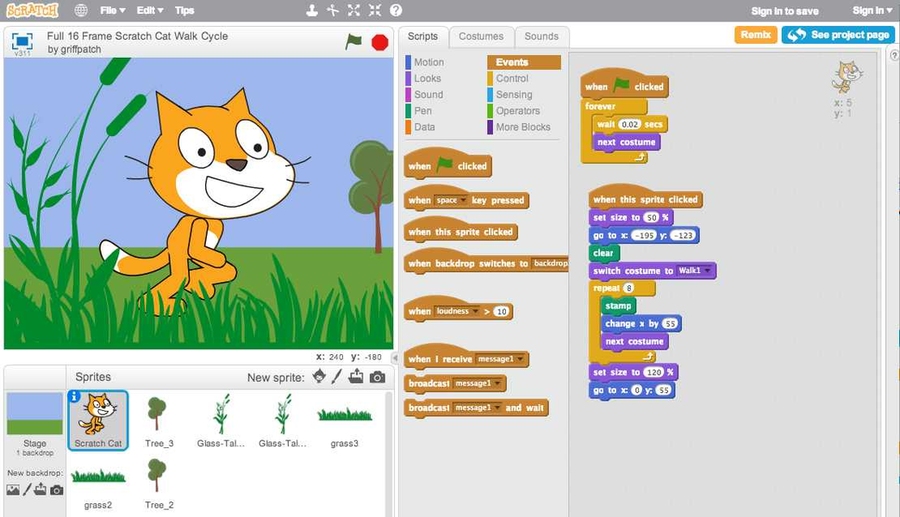 SCRATCH File Edit Tips ? Sign in to save Sign in
Full 16 Frame Scratch Cat Walk Cycle
by griffpatch
v311
x: 240 y: -180
Sprites New sprite:
Stage
1 backdrop
New backdrop:
Scratch Cat Tree_3 Glass-Tal... Glass-Tal... grass3
grass2 Tree_2
Scripts Costumes Sounds
Remix See project page
Motion Events
Looks Control
Sound Sensing
Pen Operators
Data More Blocks
when clicked
when space key pressed
when this sprite clicked
when backdrop switches to backdrop
when loudness > 10
when I receive message1
broadcast message1
broadcast message1 and wait
when clicked
forever
wait 0.02 secs
next costume
x: 5
y: 1
when this sprite clicked
set size to 50 %
go to x: -195 y: -123
clear
switch costume to Walk1
repeat 8
stamp
change x by 55
next costume
set size to 120 %
go to x: 0 y: 55
?